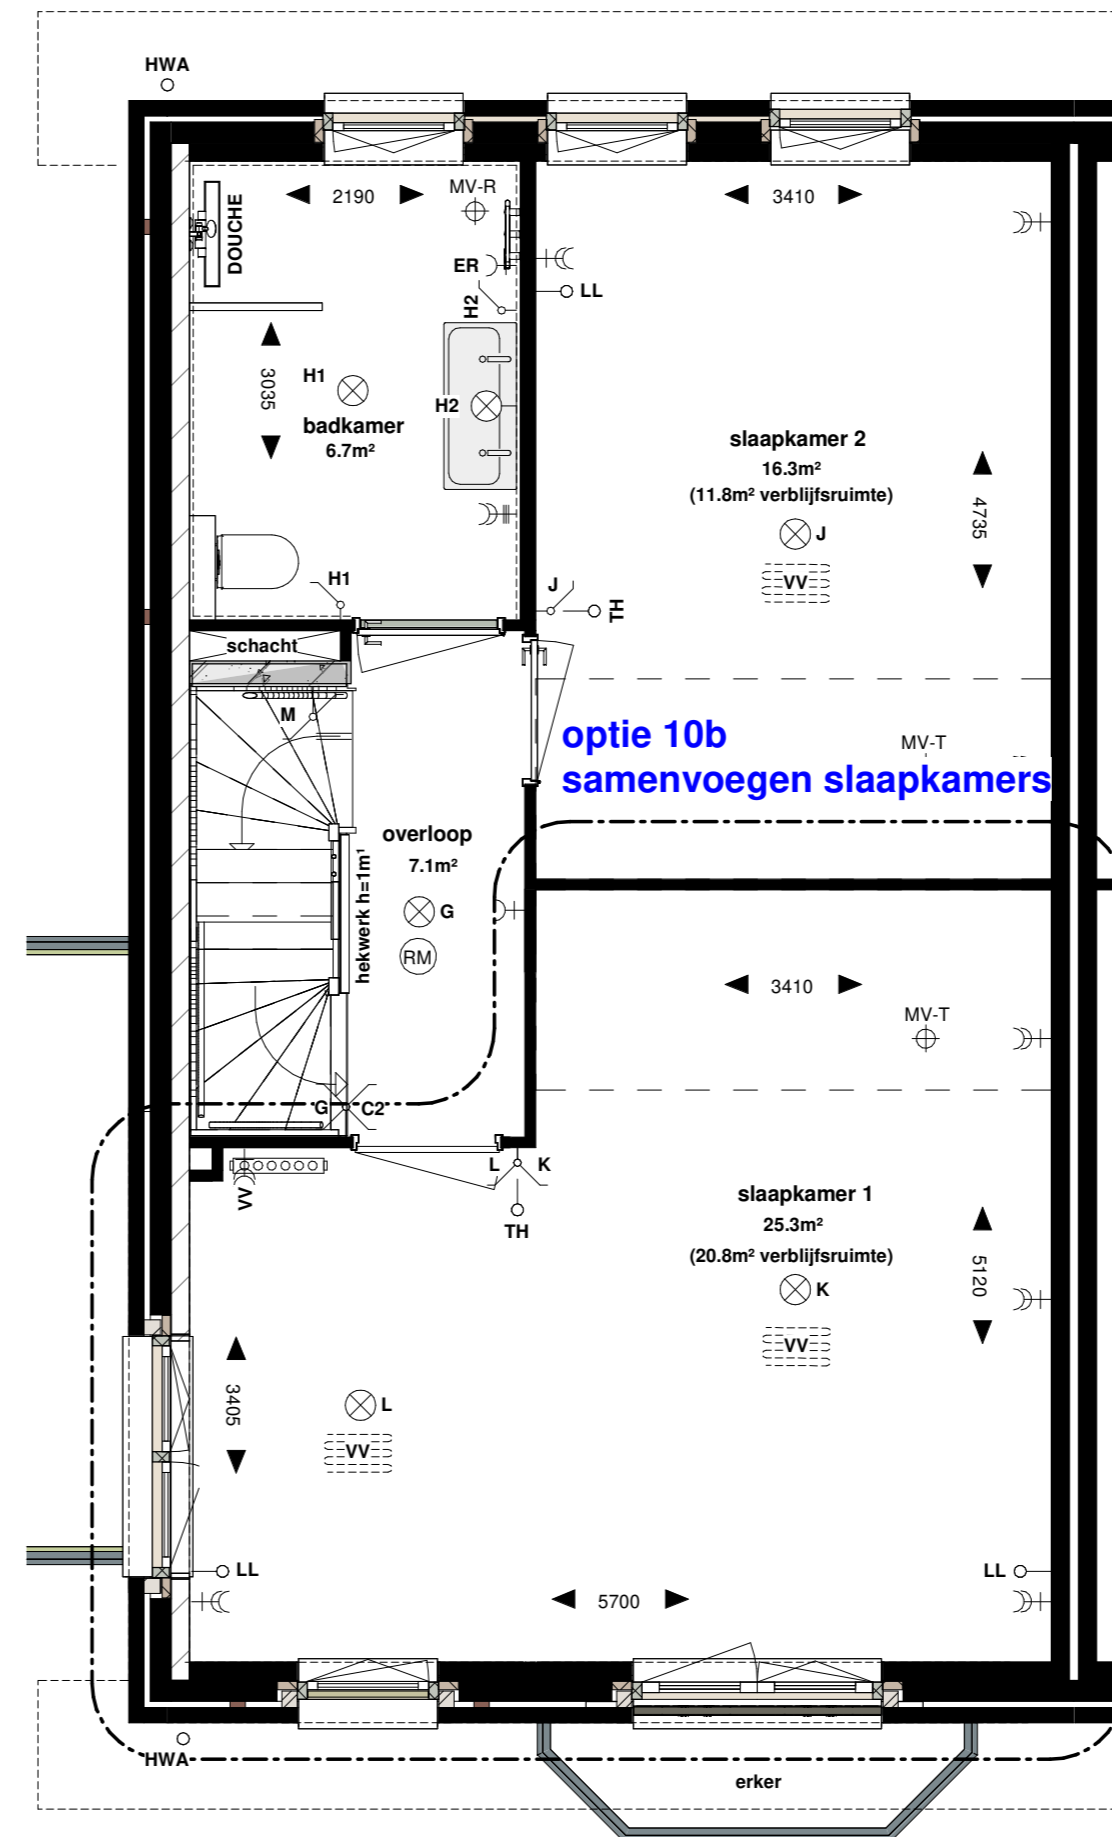 HWA
2190
MV-R
3410
DOUCHE
ER
H2
LL
3035
H1
H2
badkamer
6.7m²
slaapkamer 2
16.3m²
(11.8m² verblijfsruimte)
4735
J
VV
H1
J
TH
schacht
M
optie 10b
samenvoegen slaapkamers
MV-T
overloop
7.1m²
hekwerk h=1m¹
G
RM
3410
MV-T
G
C2
L
K
VV
TH
slaapkamer 1
25.3m²
(20.8m² verblijfsruimte)
5120
K
VV
3405
L
VV
LL
LL
5700
HWA
erker